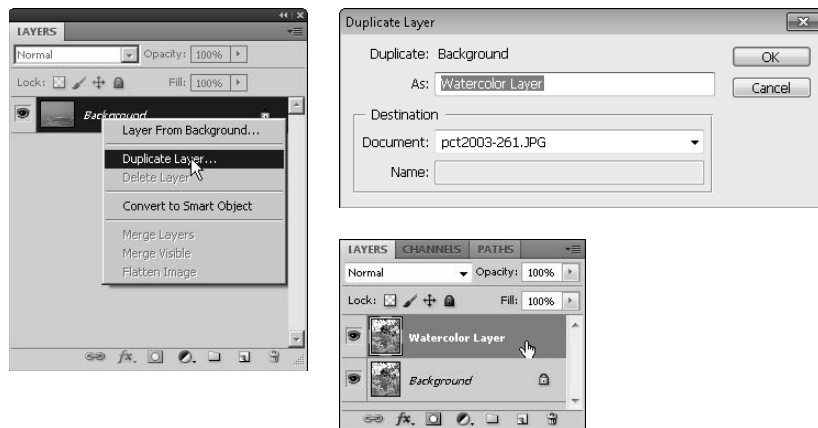 LAYERS
Normal Opacity: 100%
Lock: Fill: 100%
Background
Layer From Background...
Duplicate Layer...
Delete Layer
Convert to Smart Object
Merge Layers
Merge Visible
Flatten Image
fx.
Duplicate Layer
Duplicate: Background
OK
As: Watercolor Layer
Cancel
Destination
Document: pct2003-261.JPG
Name:
LAYERS CHANNELS PATHS
Normal Opacity: 100%
Lock: Fill: 100%
Watercolor Layer
Background
fx.